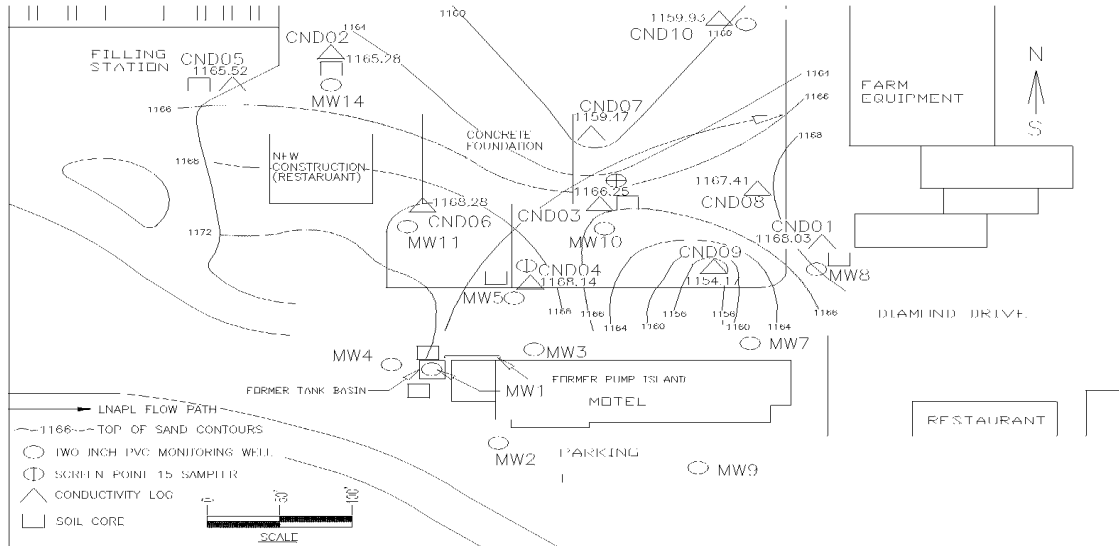 1160
1159.93
CND10
1160
1164
CND02
1165.28
MW14
FILLING
STATION
CND05
1165.52
1164
1166
FARM
EQUIPMENT
N
S
1166
CND07
1159.47
CONCRETE
FOUNDATION
1168
NEW
CONSTRUCTION
(RESTARUANT)
1168
1166.25
1167.41
CND08
1168.28
CND06
CND03
CND01
1168.03
1172
MW11
MW10
CND09
1154.17
MW8
CND04
1168.14
MW5
1166
1166
1164
1160
1156
1156
1160
1164
DIAMOND DRIVE
MW7
MW4
MW3
FORMER TANK BASIN
MW1
FORMER PUMP ISLAND
MOTEL
RESTAURANT
MW2
PARKING
MW9
LNAPL FLOW PATH
1166 TOP OF SAND CONTOURS
TWO INCH PVC MONITORING WELL
SCREEN POINT 15 SAMPLER
CONDUCTIVITY LOG
SOIL CORE
0 100'
SCALE